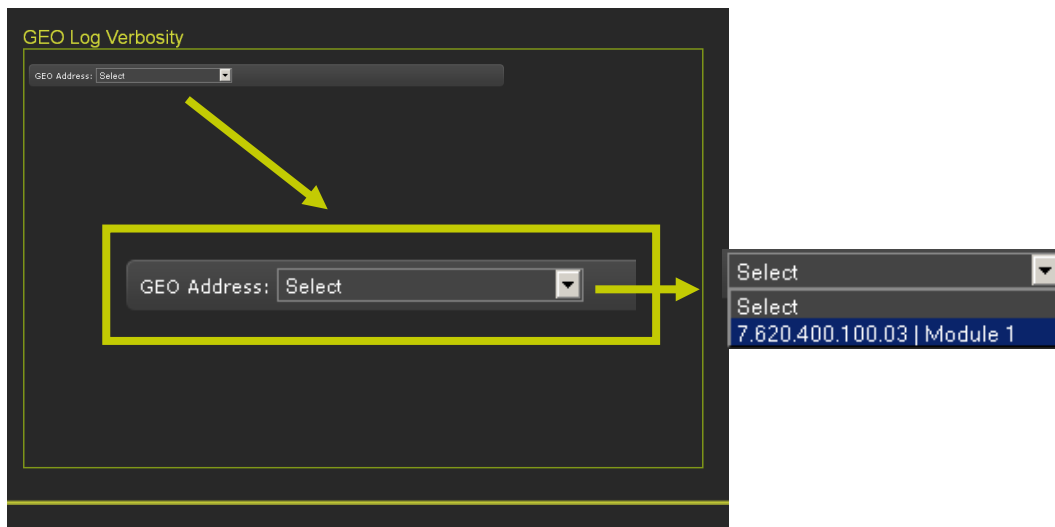 GEO Log Verbosity
GEO Address: Select
GEO Address: Select
Select
Select
7.620.400.100.03 | Module 1